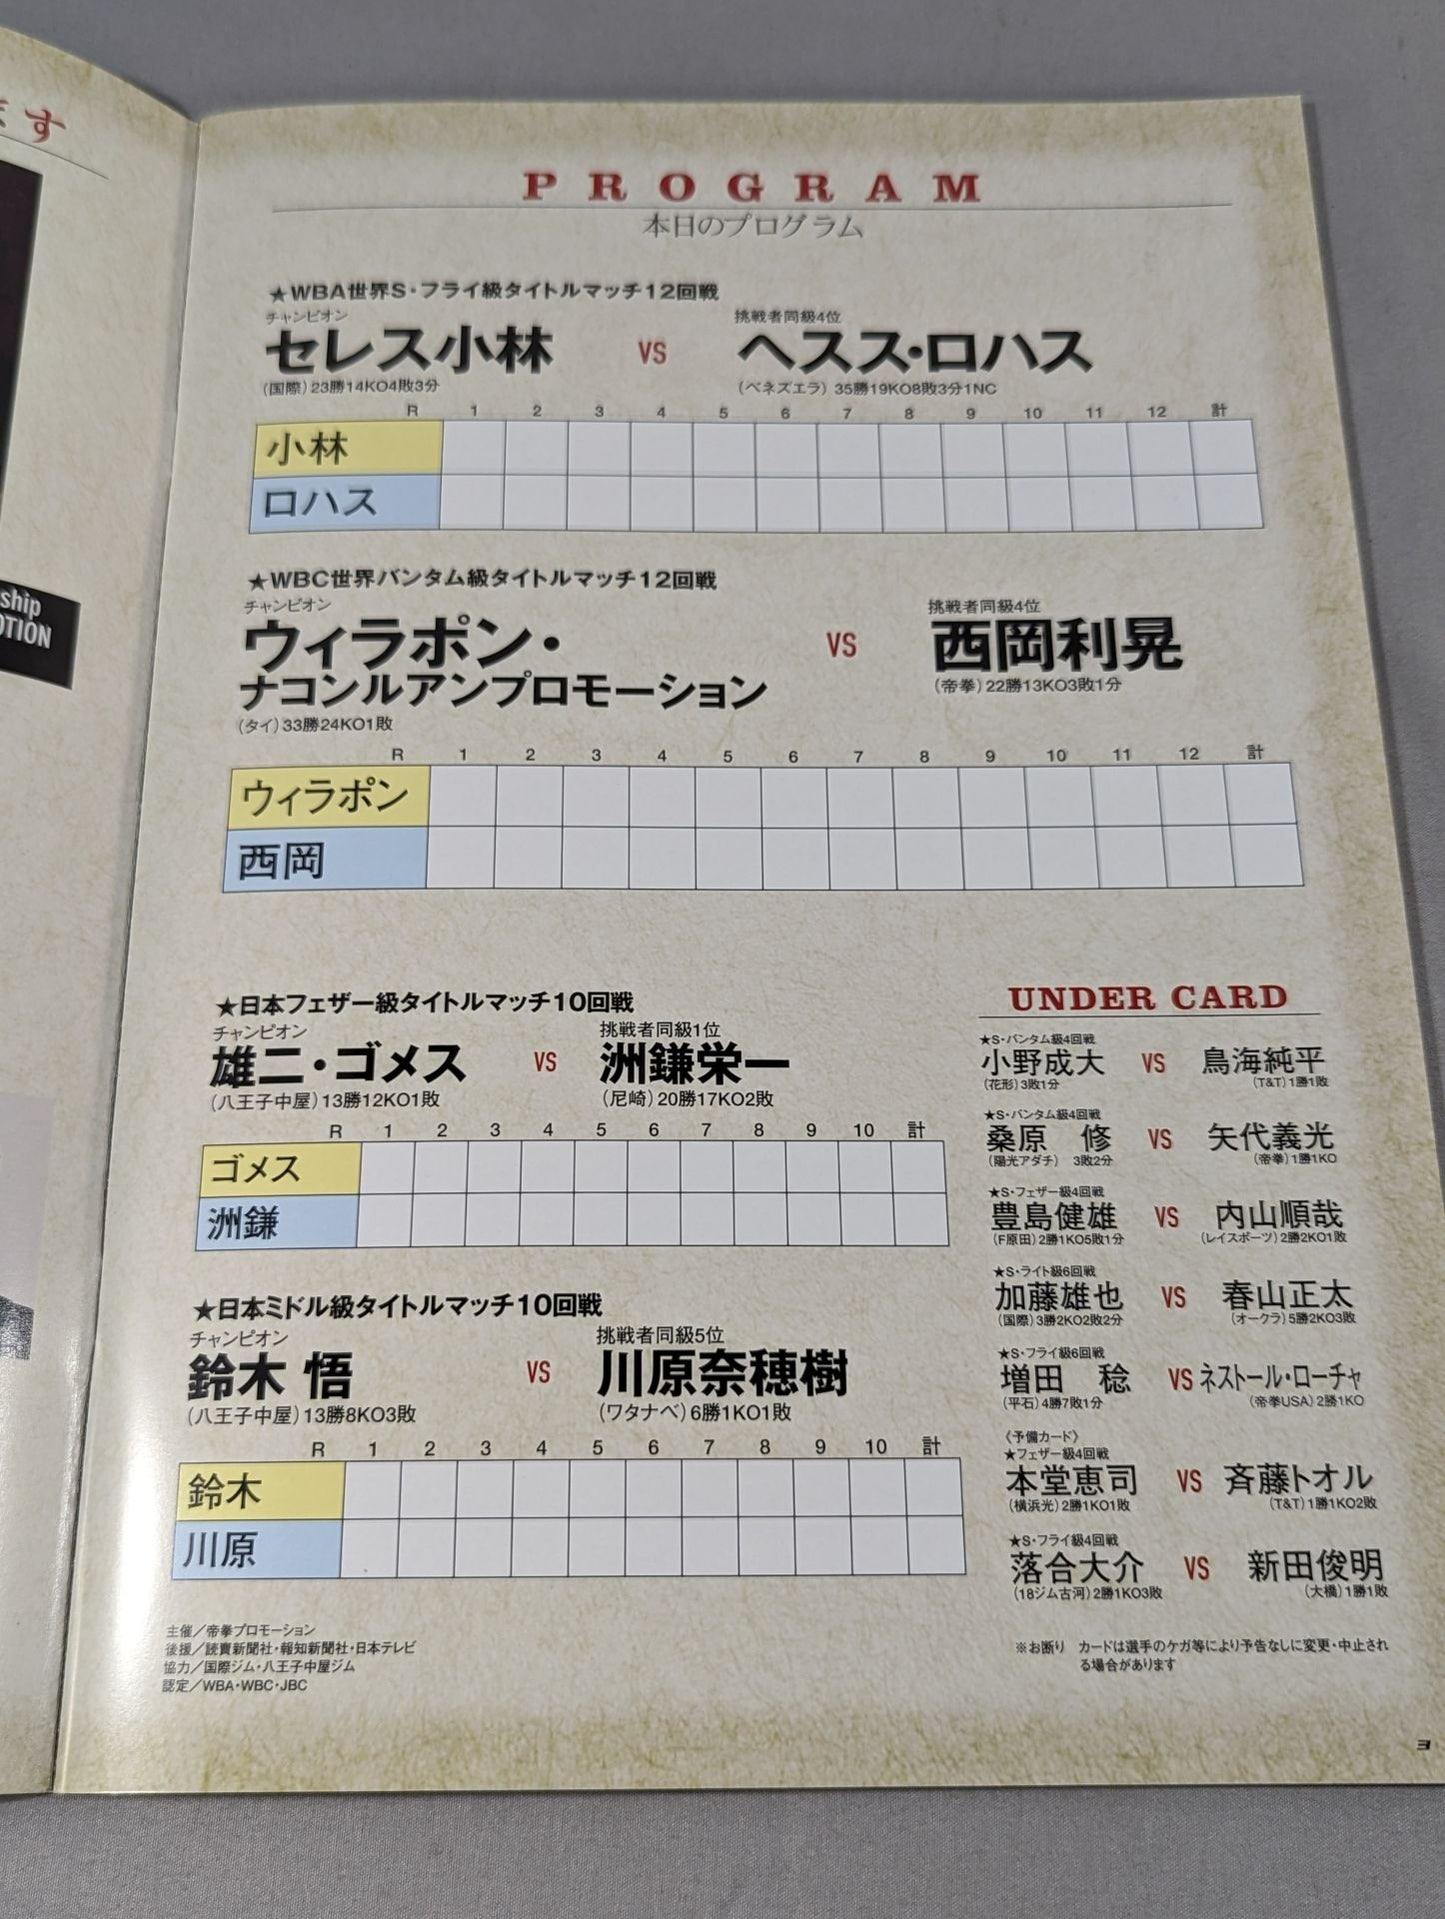 ます
ship
OTION
PROGRAM
本日のプログラム
★WBA世界S・フライ級タイトルマッチ12回戦
チャンピオン
セレス小林
(国際)23勝14KO4敗3分
VS
挑戦者同級4位
ヘスス・ロハス
(ベネズエラ) 35勝19KO8敗3分1NC
R 1 2 3 4 5 6 7 8 9 10 11 12 計
小林
ロハス
★WBC世界バンタム級タイトルマッチ12回戦
チャンピオン
ウィラポン・
ナコンルアンプロモーション
(タイ)33勝24KO1敗
VS
挑戦者同級4位
西岡利晃
(帝拳)22勝13KO3敗1分
R 1 2 3 4 5 6 7 8 9 10 11 12 計
ウィラポン
西岡
★日本フェザー級タイトルマッチ10回戦
チャンピオン
雄二・ゴメス
(八王子中屋)13勝12KO1敗
VS
挑戦者同級1位
洲鎌栄一
(尼崎)20勝17KO2敗
R 1 2 3 4 5 6 7 8 9 10 計
ゴメス
洲鎌
★日本ミドル級タイトルマッチ10回戦
チャンピオン
鈴木 悟
(八王子中屋)13勝8KO3敗
VS
挑戦者同級5位
川原奈穂樹
(ワタナベ)6勝1KO1敗
R 1 2 3 4 5 6 7 8 9 10 計
鈴木
川原
主催／帝拳プロモーション
後援／読賣新聞社・報知新聞社・日本テレビ
協力／国際ジム・八王子中屋ジム
認定／WBA・WBC・JBC
UNDER CARD
★S・バンタム級4回戦
小野成大 VS 鳥海純平
(花形)3敗1分 (T&T)1勝1敗
★S・バンタム級4回戦
桑原 修 VS 矢代義光
(陽光アダチ) 3敗2分 (帝拳)1勝1KO
★S・フェザー級4回戦
豊島健雄 VS 内山順哉
(F原田)2勝1KO5敗1分 (レイスポーツ)2勝2KO1敗
★S・ライト級6回戦
加藤雄也 VS 春山正太
(国際)3勝2KO2敗2分 (オークラ)5勝2KO3敗
★S・フライ級6回戦
増田 稔 VS ネストール・ローチャ
(平石)4勝7敗1分 (帝拳USA)2勝1KO
《予備カード》
★フェザー級4回戦
本堂恵司 VS 斉藤トオル
(横浜光)2勝1KO1敗 (T&T)1勝1KO2敗
★S・フライ級4回戦
落合大介 VS 新田俊明
(18ジム古河)2勝1KO3敗 (大橋)1勝1敗
※お断り カードは選手のケガ等により予告なしに変更・中止され
る場合があります
3